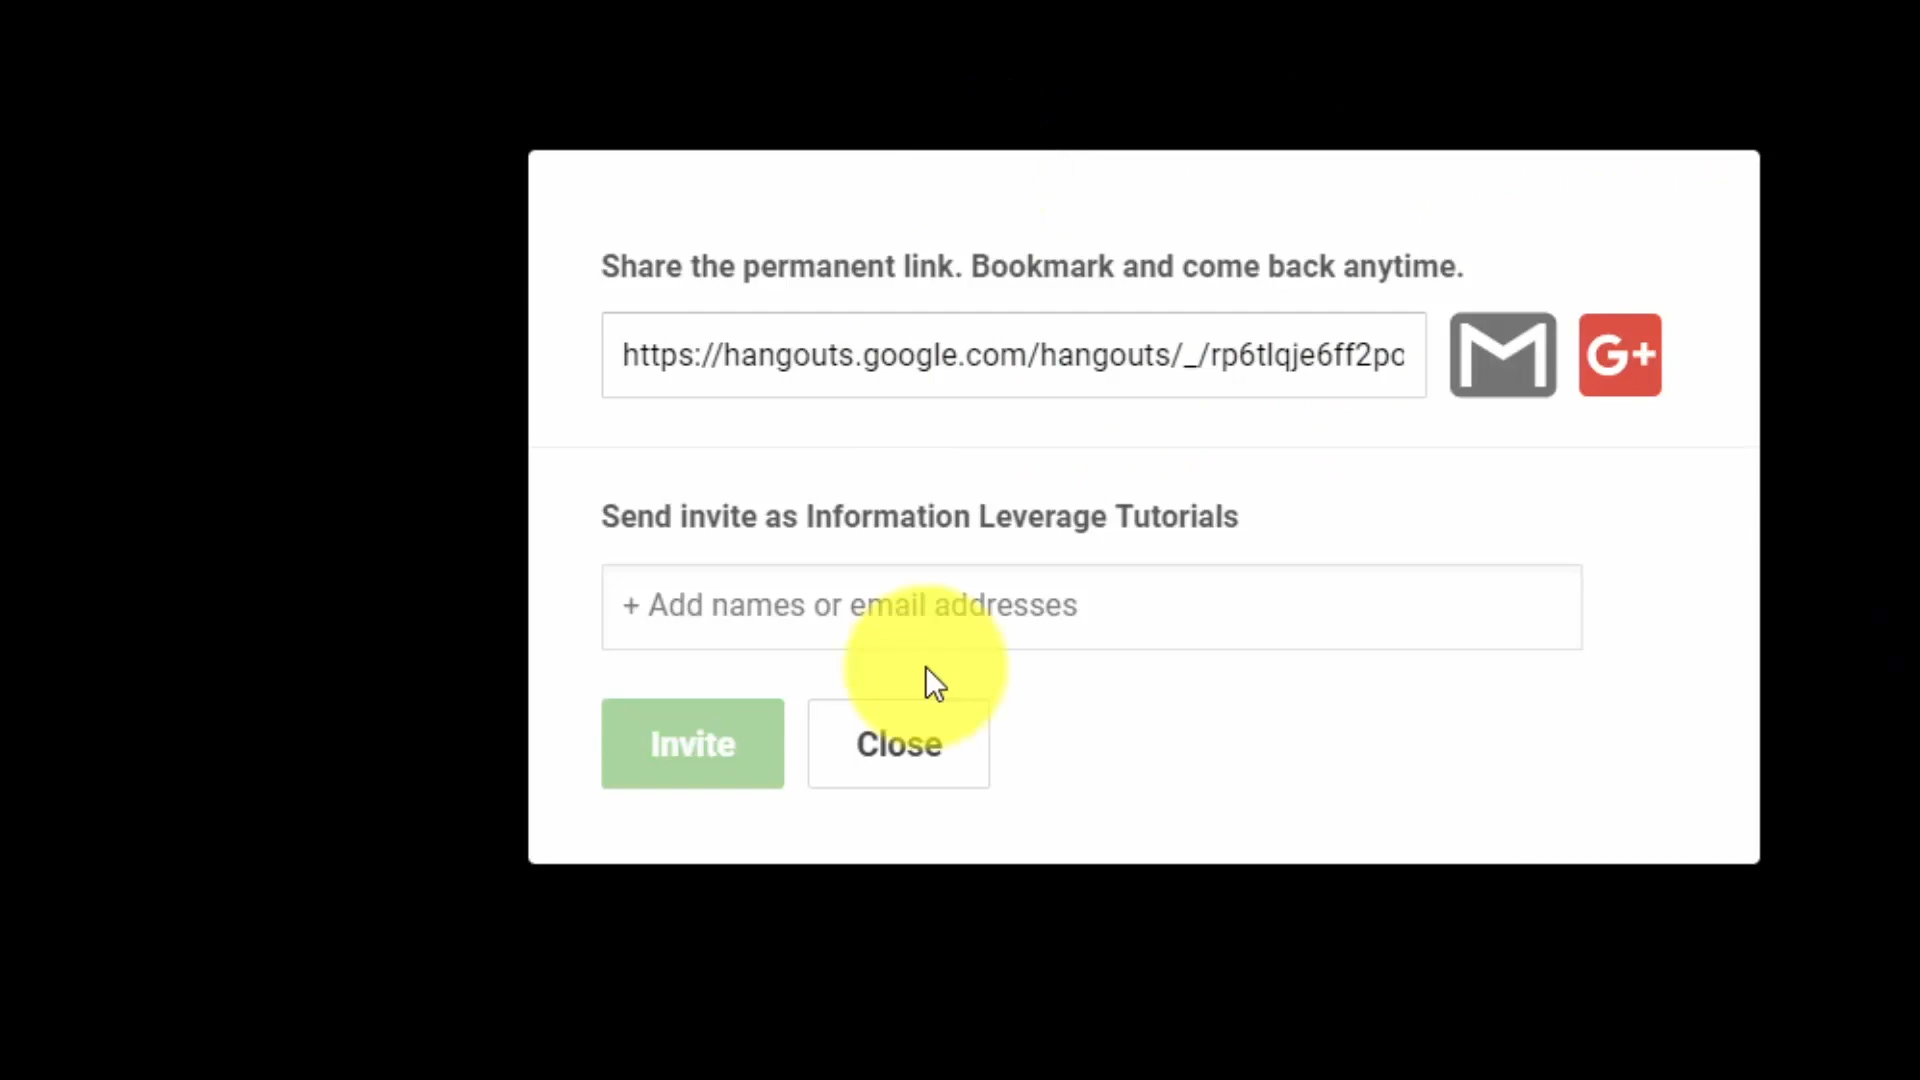 Share the permanent link. Bookmark and come back anytime.
https://hangouts.google.com/hangouts/_/rp6tlqje6ff2pc
G+
Send invite as Information Leverage Tutorials
+ Add names or email addresses
Invite
Close